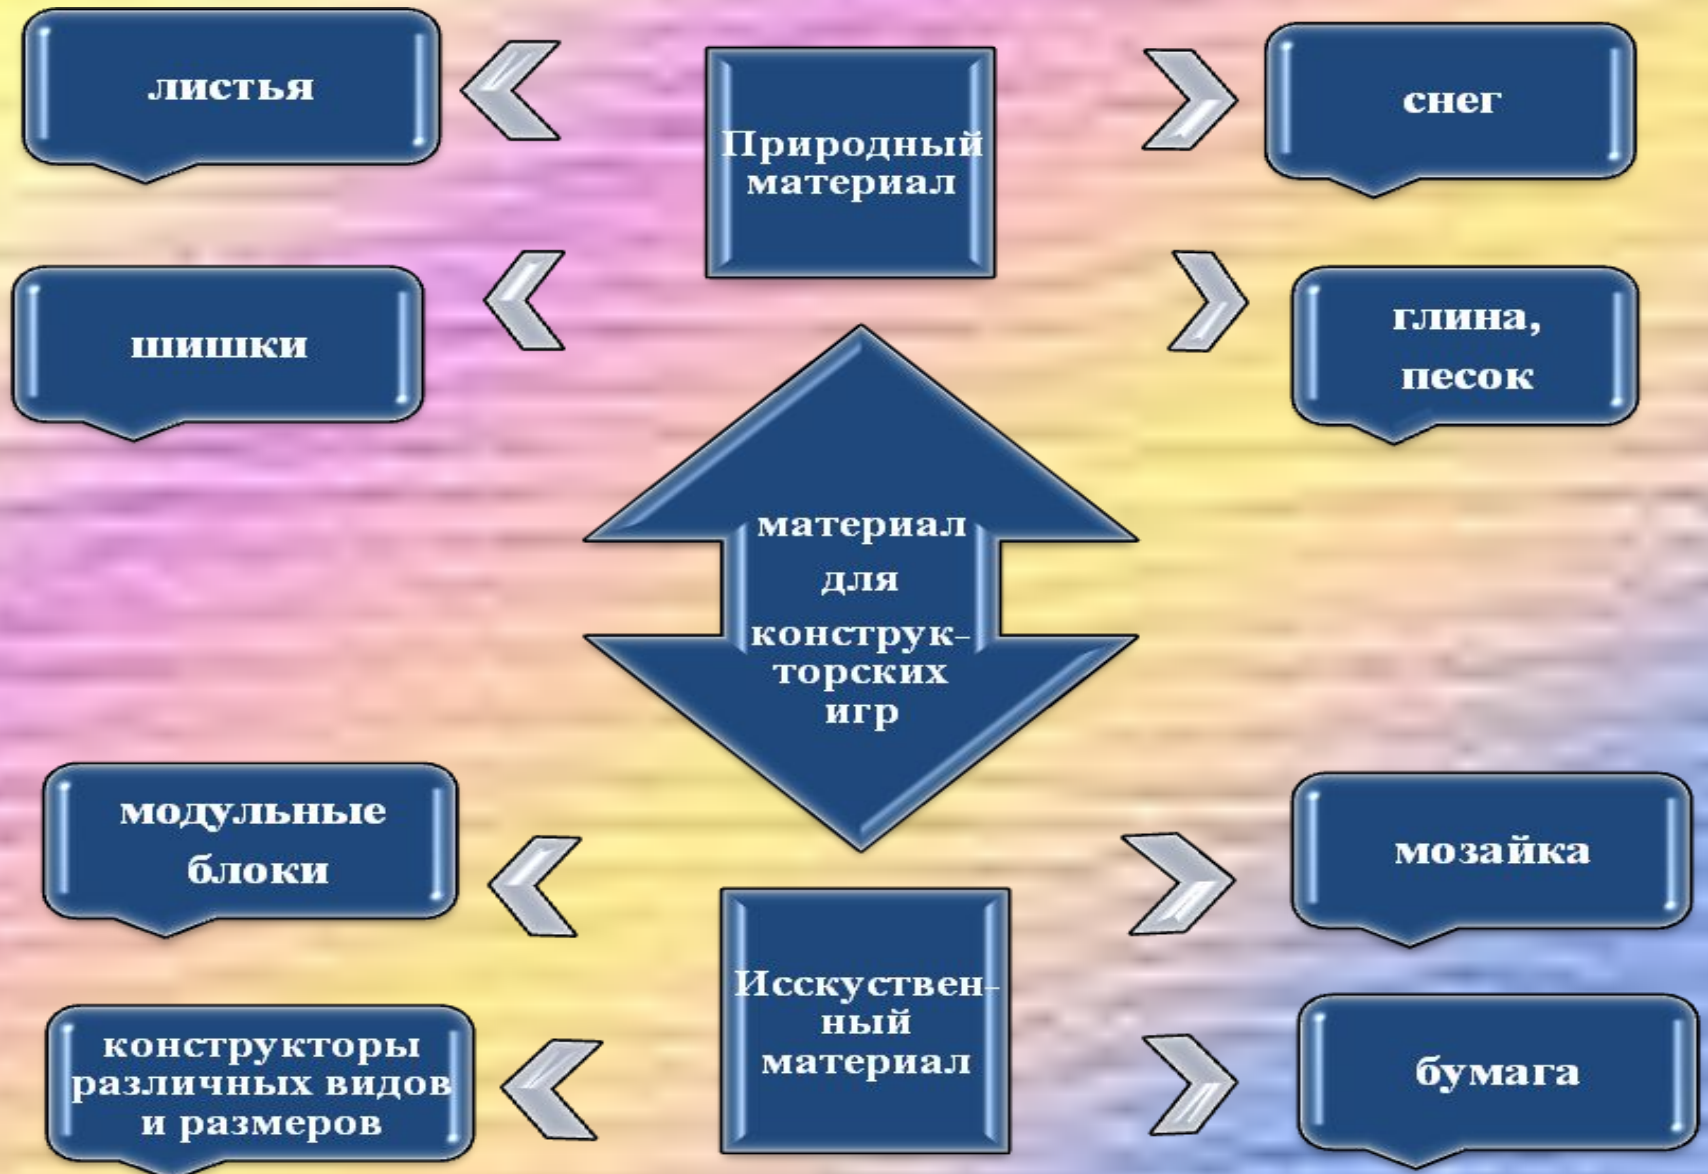 листья
Природный
материал
снег
шишки
глина,
песок
материал
для
конструк-
торских
игр
модульные
блоки
мозайка
Исскуствен-
ный
материал
конструкторы
различных видов
и размеров
бумага